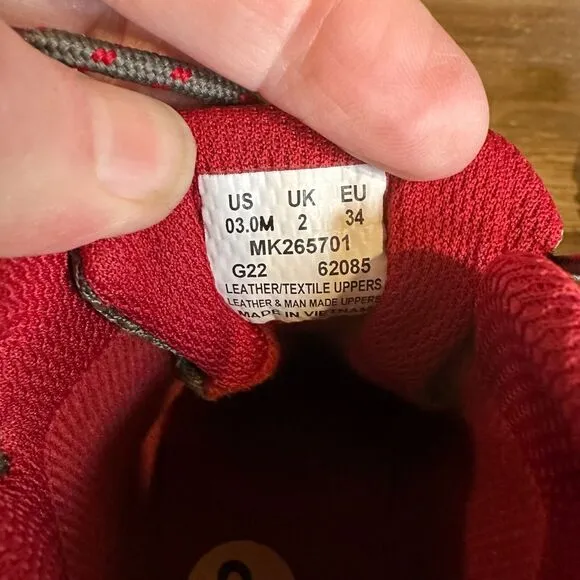 US UK EU
03.0M 2 34
MK265701
G22 62085
LEATHER/TEXTILE UPPERS
LEATHER & MAN MADE UPPERS
MADE IN VIETNAM